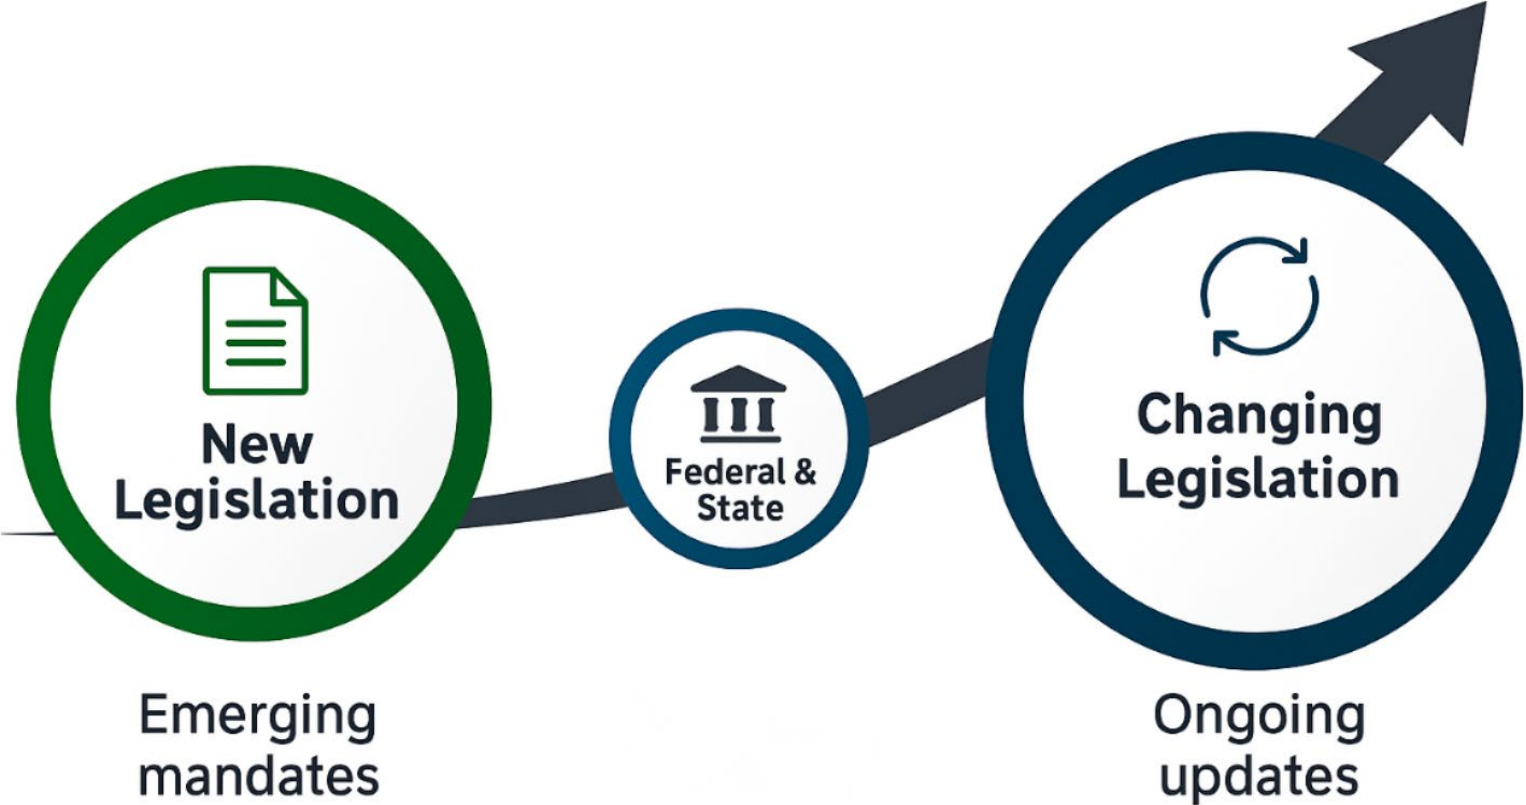 New
Legislation
Emerging
mandates
Federal &
State
Changing
Legislation
Ongoing
updates